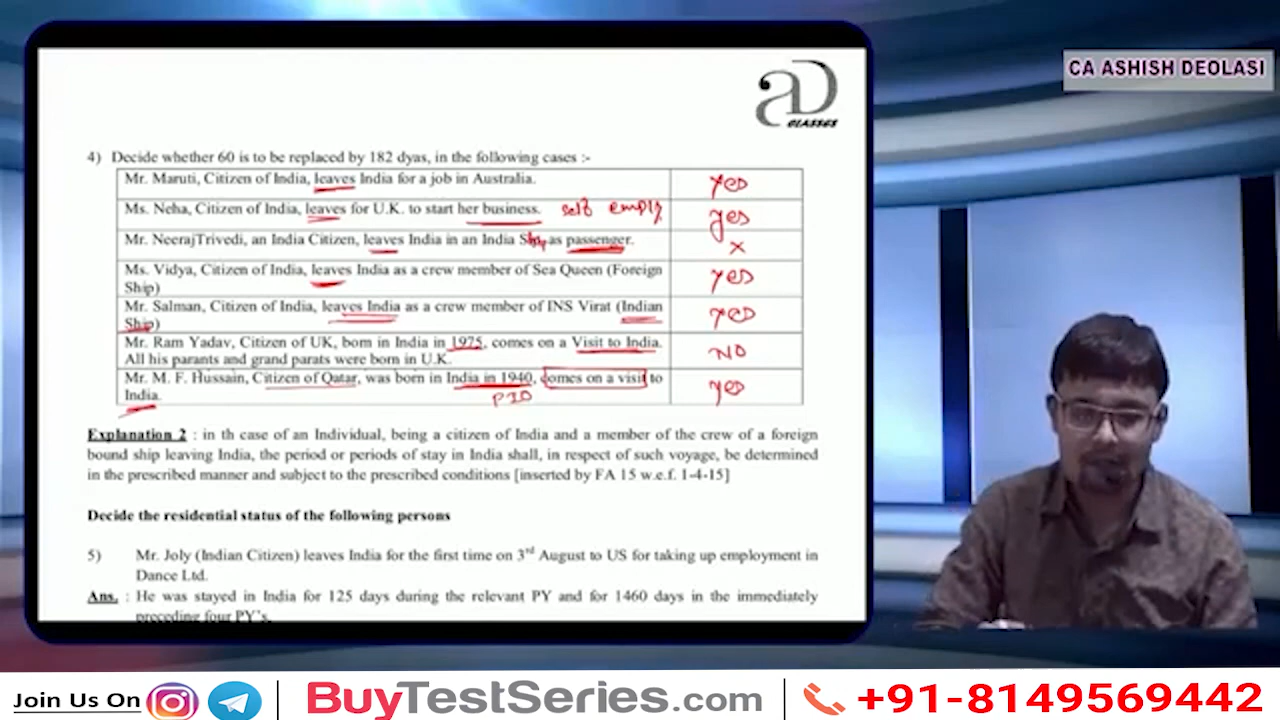 CA ASHISH DEOLASI
aD
CLASSES
4) Decide whether 60 is to be replaced by 182 dyas, in the following cases :-
Mr. Maruti, Citizen of India, leaves India for a job in Australia. Yes
Ms. Neha, Citizen of India, leaves for U.K. to start her business. self emply yes
Mr. NeerajTrivedi, an India Citizen, leaves India in an India Ship as passenger. X
Ms. Vidya, Citizen of India, leaves India as a crew member of Sea Queen (Foreign Yes
Ship)
Mr. Salman, Citizen of India, leaves India as a crew member of INS Virat (Indian Yes
Ship)
Mr. Ram Yadav, Citizen of UK, born in India in 1975, comes on a Visit to India. NO
All his parants and grand parats were born in U.K.
Mr. M. F. Hussain, Citizen of Qatar, was born in India in 1940, comes on a visit to yes
India. PIO
Explanation 2 : in th case of an Individual, being a citizen of India and a member of the crew of a foreign
bound ship leaving India, the period or periods of stay in India shall, in respect of such voyage, be determined
in the prescribed manner and subject to the prescribed conditions [inserted by FA 15 w.e.f. 1-4-15]
Decide the residential status of the following persons
5) Mr. Joly (Indian Citizen) leaves India for the first time on 3rd August to US for taking up employment in
Dance Ltd.
Ans. : He was stayed in India for 125 days during the relevant PY and for 1460 days in the immediately
preceding four PY's.
Join Us On BuyTestSeries.com +91-8149569442